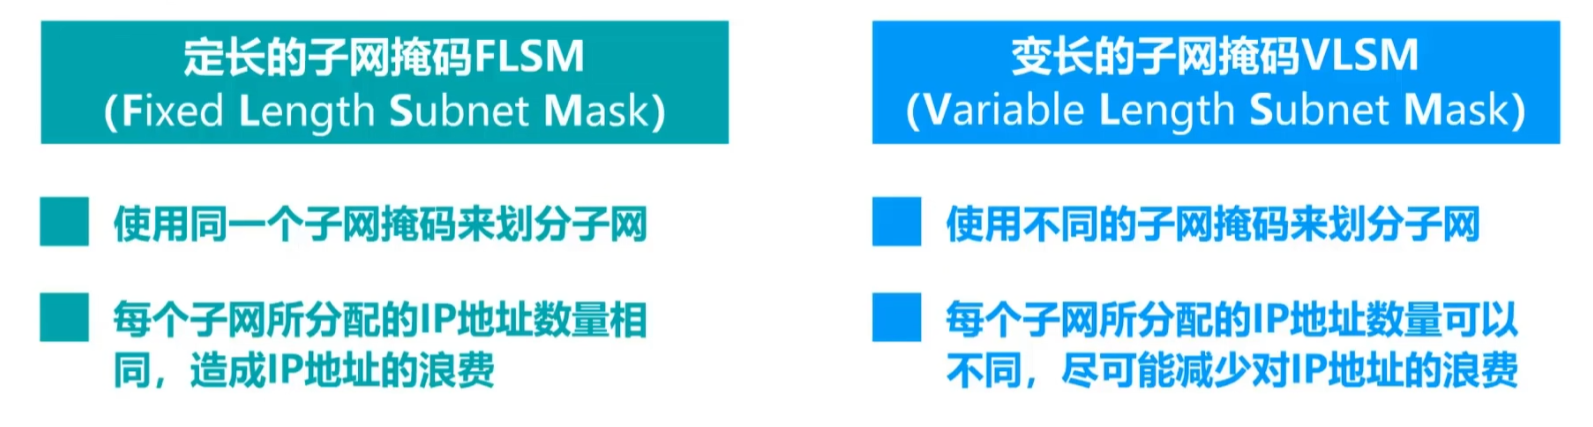 定长的子网掩码FLSM
(Fixed Length Subnet Mask)
使用同一个子网掩码来划分子网
每个子网所分配的IP地址数量相
同，造成IP地址的浪费
变长的子网掩码VLSM
(Variable Length Subnet Mask)
使用不同的子网掩码来划分子网
每个子网所分配的IP地址数量可以
不同，尽可能减少对IP地址的浪费